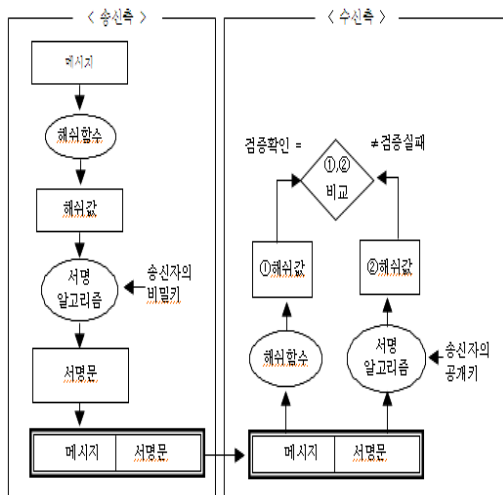 < 송신측 >
메시지
해쉬함수
해쉬값
서명
알고리즘
송신자의
비밀키
서명문
메시지
서명문
< 수신측 >
검증확인 =
≠검증실패
①,②
비교
①해쉬값
②해쉬값
해쉬함수
서명
알고리즘
송신자의
공개키
메시지
서명문